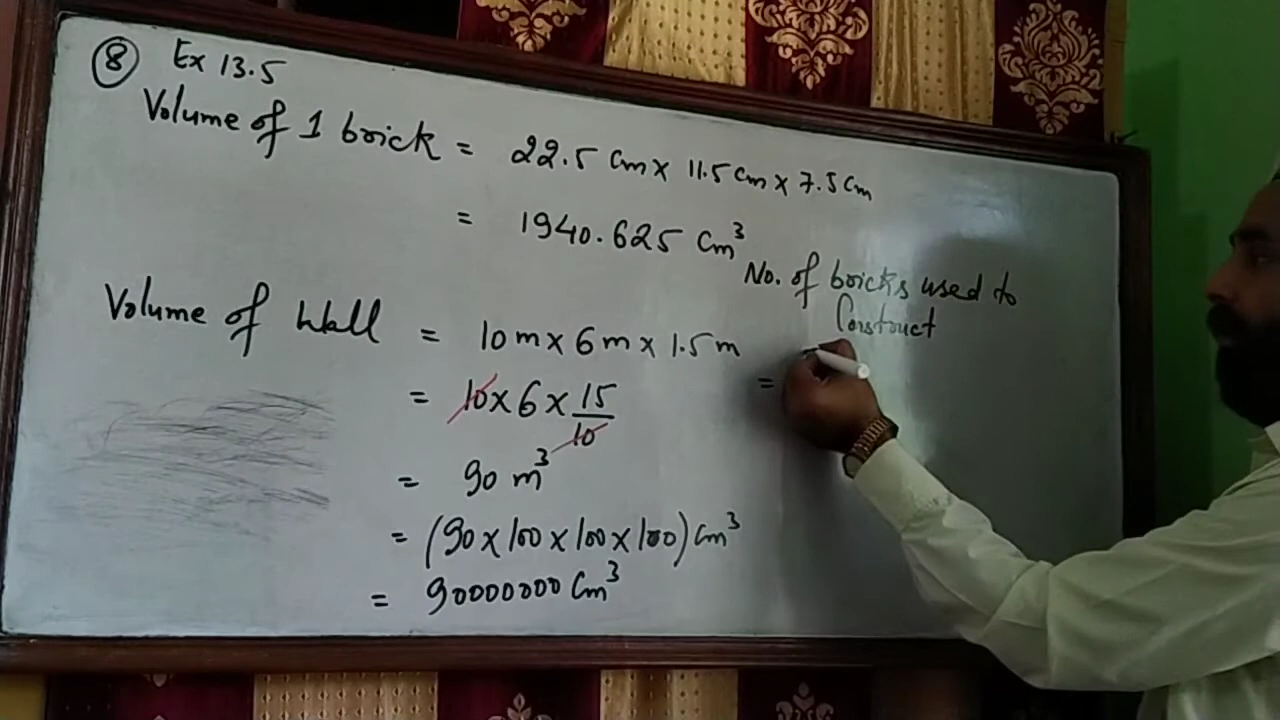 ⑧ Ex 13.5
Volume of 1 brick = 22.5 cm x 11.5 cm x 7.5 cm
= 1940.625 cm³
No. of bricks used to
Constuct
=
Volume of Wall = 10 m x 6 m x 1.5 m
= 10 x 6 x 15/10
= 90 m³
= (90 x 100 x 100 x 100) cm³
= 90000000 cm³